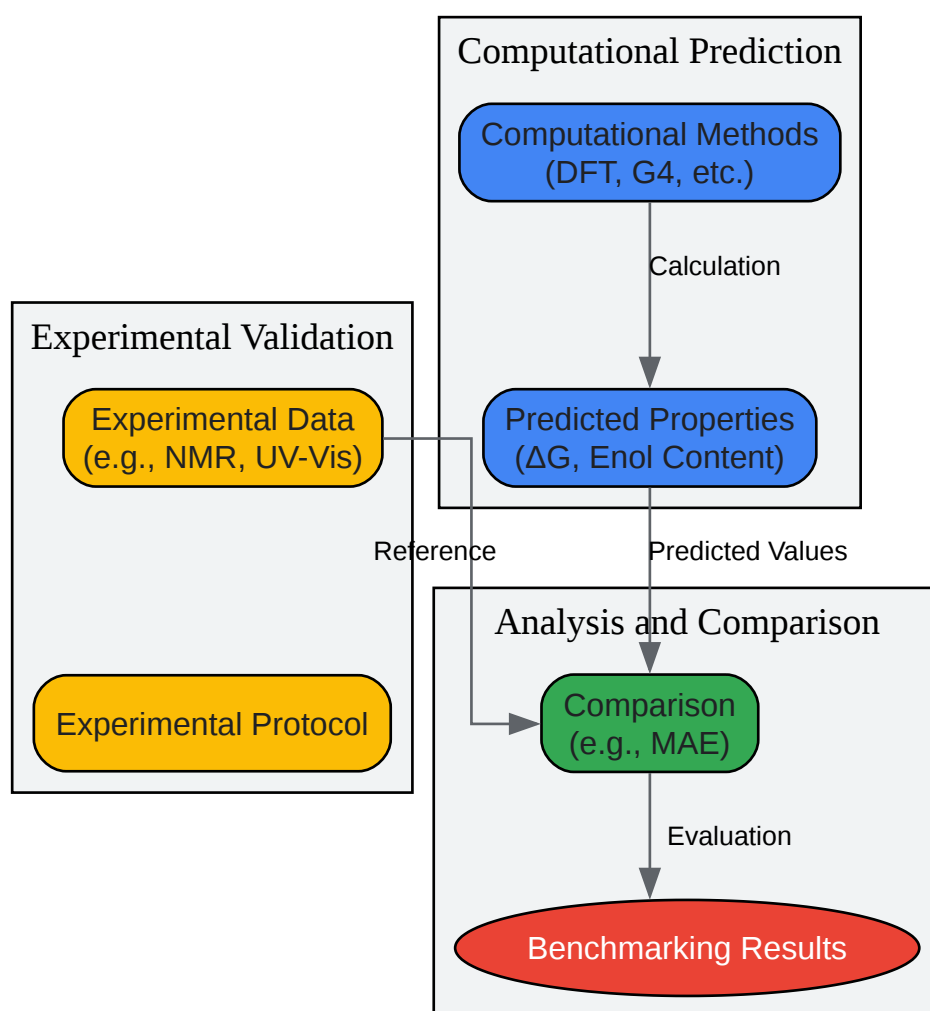 Computational Prediction
Computational Methods
(DFT, G4, etc.)
Calculation
Experimental Validation
Experimental Data
(e.g., NMR, UV-Vis)
Predicted Properties
(ΔG, Enol Content)
Reference
Predicted Values
Analysis and Comparison
Experimental Protocol
Comparison
(e.g., MAE)
Evaluation
Benchmarking Results